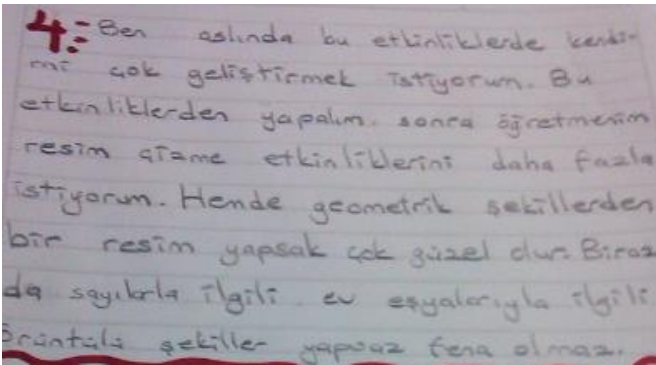 4:- Ben aslında bu etkinliklerde kendi-
mi çok geliştirmek istiyorum. Bu
etkinliklerden yapalım. sonra öğretmenim
resim çizme etkinliklerini daha fazla
istiyorum. Hemde geometrik şekillerden
bir resim yapsak çok güzel olur. Biraz
da sayılarla ilgili ev eşyalarıyla ilgili
örüntülü şekiller yapsaz fena olmaz.